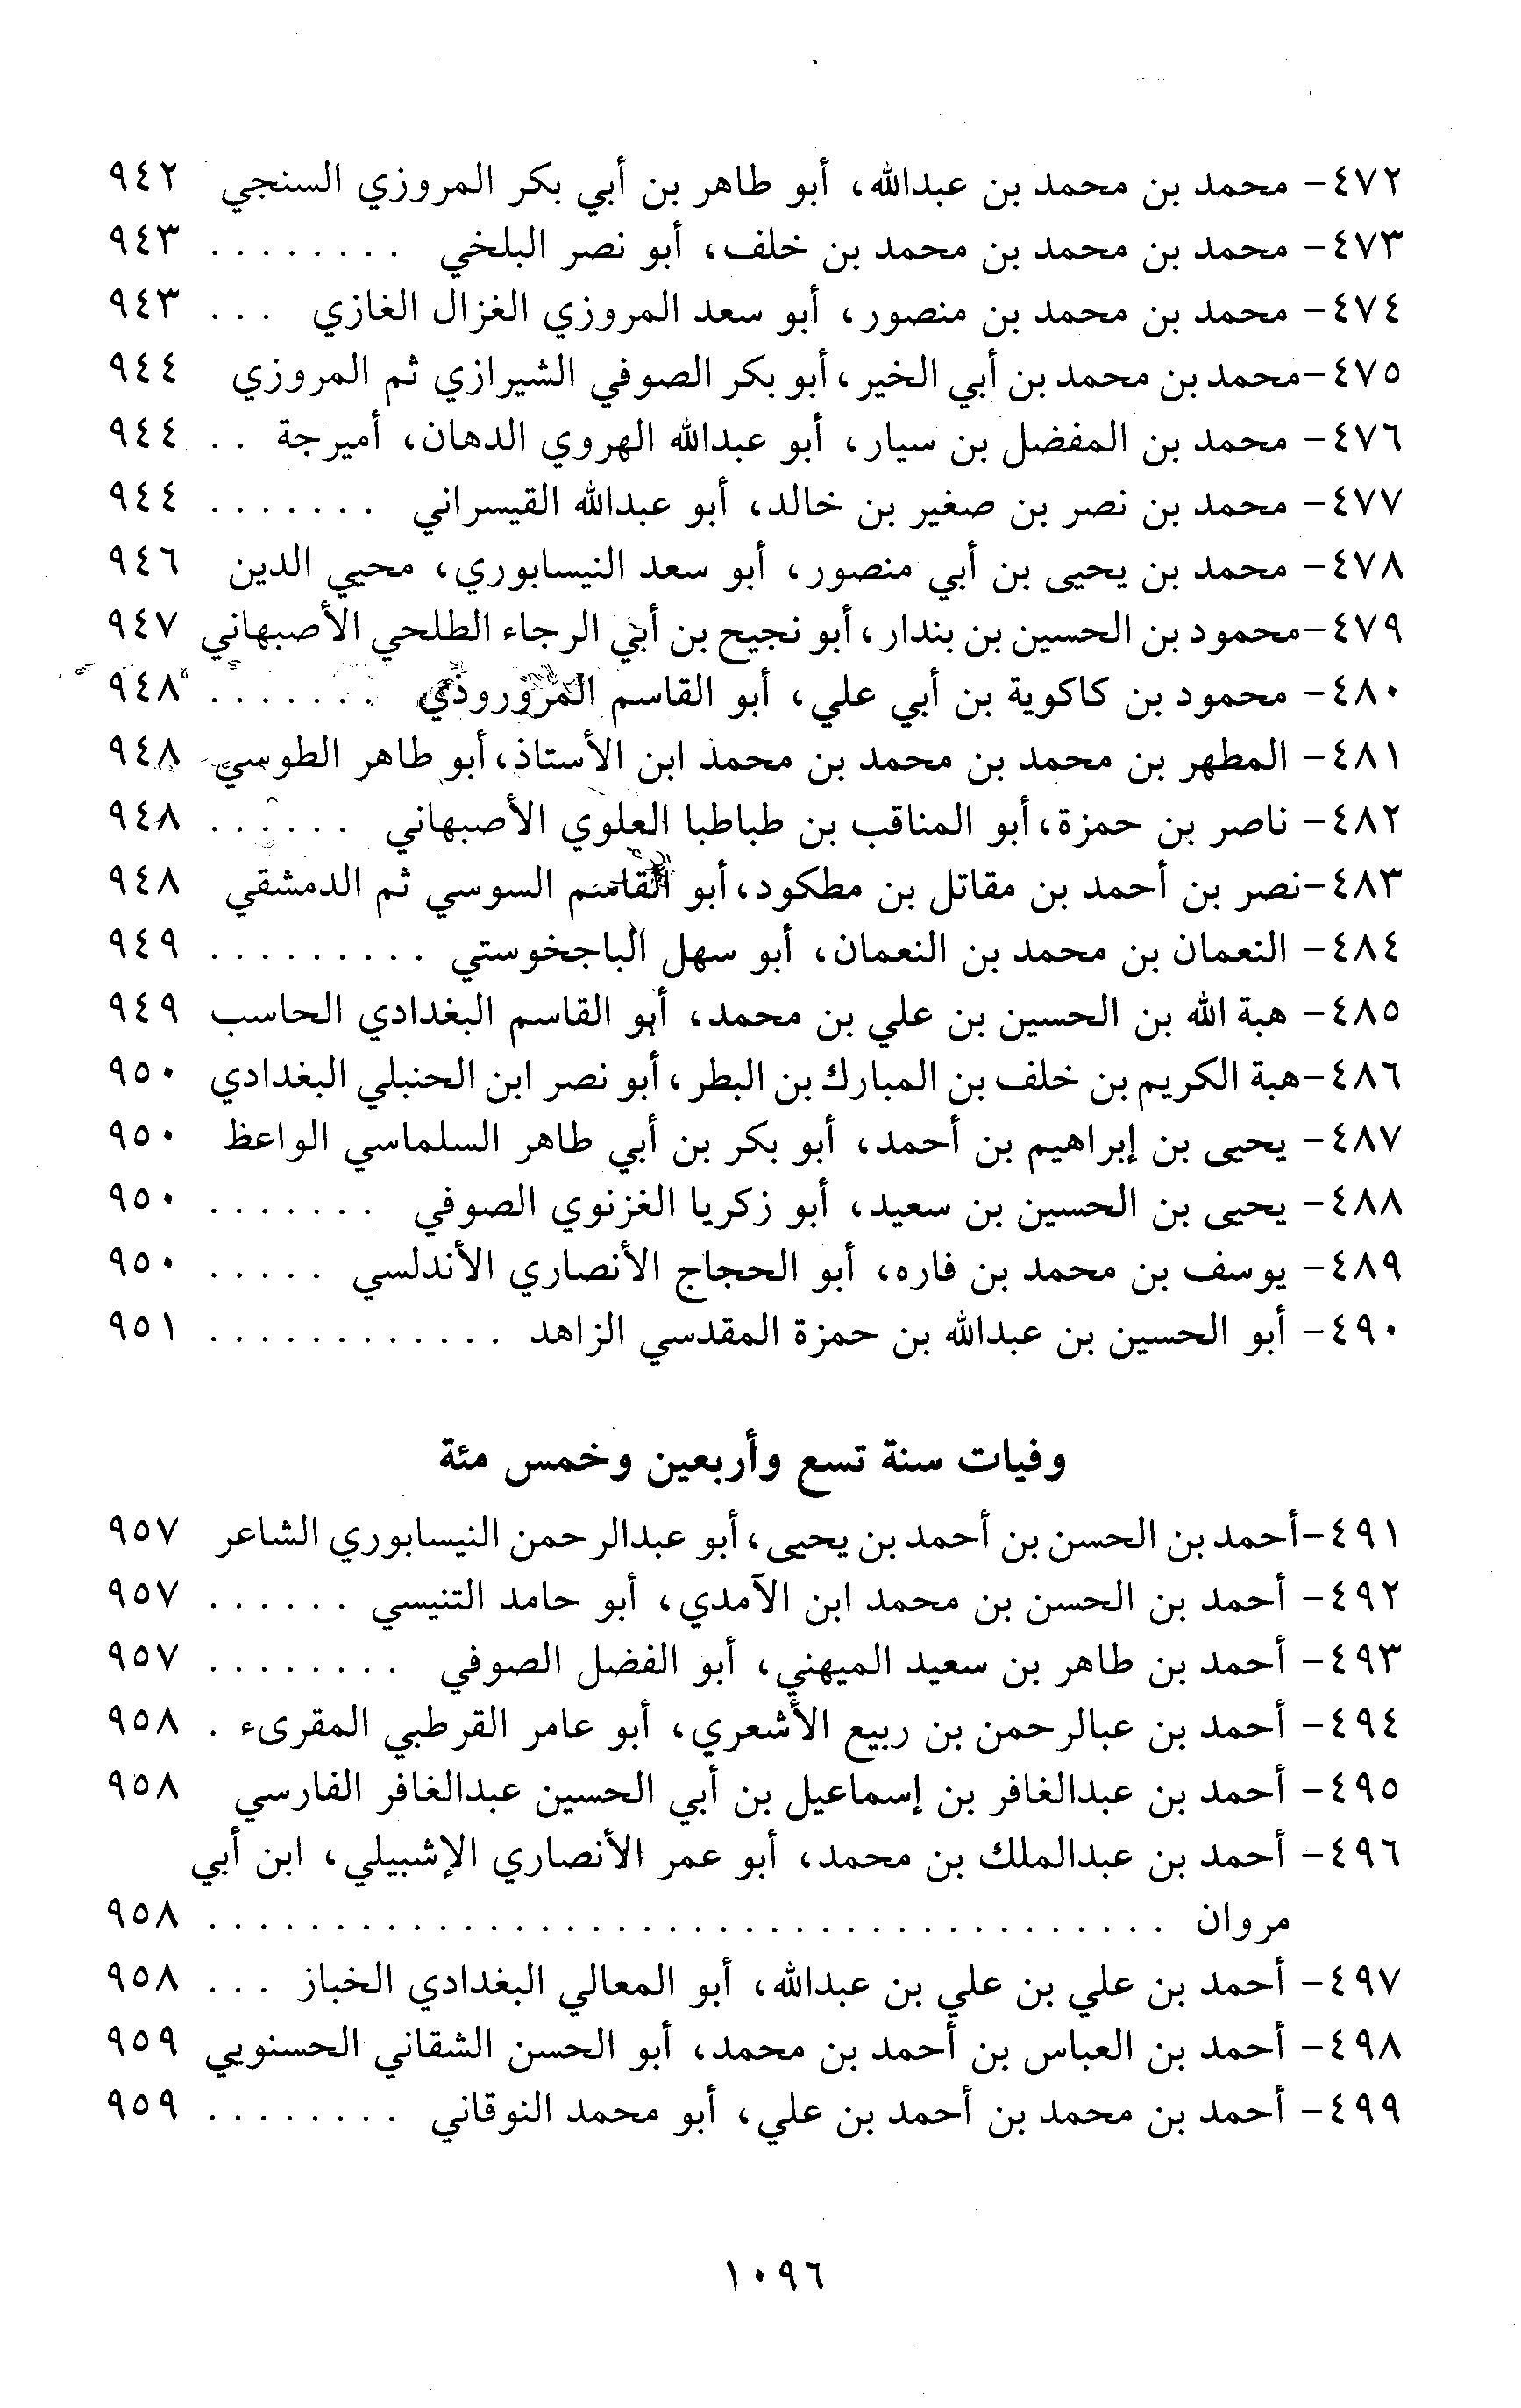 ٤٧٢- محمد بن محمد بن عبدالله، أبو طاهر بن أبي بكر المروزي السنجي ٩٤٢
٤٧٣- محمد بن محمد بن محمد بن خلف، أبو نصر البلخي . . . . . . . . ٩٤٣
٤٧٤- محمد بن محمد بن منصور، أبو سعد المروزي الغزال الغازي . . . ٩٤٣
٤٧٥- محمد بن محمد بن أبي الخير، أبو بكر الصوفي الشيرازي ثم المروزي ٩٤٤
٤٧٦- محمد بن المفضل بن سيار، أبو عبدالله الهروي الدهان، أميرجة . . ٩٤٤
٤٧٧- محمد بن نصر بن صغير بن خالد، أبو عبدالله القيسراني . . . . . . . ٩٤٤
٤٧٨- محمد بن يحيى بن أبي منصور، أبو سعد النيسابوري، محيي الدين ٩٤٦
٤٧٩- محمود بن الحسين بن بندار، أبو نجيح بن أبي الرجاء الطلحي الأصبهاني ٩٤٧
٤٨٠- محمود بن كاكوية بن أبي علي، أبو القاسم المروروذي . . . . . . . ٩٤٨
٤٨١- المطهر بن محمد بن محمد بن محمد ابن الأستاذ، أبو طاهر الطوسي ٩٤٨
٤٨٢- ناصر بن حمزة، أبو المناقب بن طباطبا العلوي الأصبهاني . . . . . . ٩٤٨
٤٨٣- نصر بن أحمد بن مقاتل بن مطكود، أبو القاسم السوسي ثم الدمشقي ٩٤٨
٤٨٤- النعمان بن محمد بن النعمان، أبو سهل الباجخوستي . . . . . . . . . ٩٤٩
٤٨٥- هبة الله بن الحسين بن علي بن محمد، أبو القاسم البغدادي الحاسب ٩٤٩
٤٨٦- هبة الكريم بن خلف بن المبارك بن البطر، أبو نصر ابن الحنبلي البغدادي ٩٥٠
٤٨٧- يحيى بن إبراهيم بن أحمد، أبو بكر بن أبي طاهر السلماسي الواعظ ٩٥٠
٤٨٨- يحيى بن الحسين بن سعيد، أبو زكريا الغزنوي الصوفي . . . . . . . ٩٥٠
٤٨٩- يوسف بن محمد بن فاره، أبو الحجاج الأنصاري الأندلسي . . . . . ٩٥٠
٤٩٠- أبو الحسين بن عبدالله بن حمزة المقدسي الزاهد . . . . . . . . . . . . ٩٥١
وفيات سنة تسع وأربعين وخمس مئة
٤٩١- أحمد بن الحسن بن أحمد بن يحيى، أبو عبدالرحمن النيسابوري الشاعر ٩٥٧
٤٩٢- أحمد بن الحسن بن محمد ابن الآمدي، أبو حامد التنيسي . . . . . . ٩٥٧
٤٩٣- أحمد بن طاهر بن سعيد الميهني، أبو الفضل الصوفي . . . . . . . . ٩٥٧
٤٩٤- أحمد بن عبالرحمن بن ربيع الأشعري، أبو عامر القرطبي المقرىء . ٩٥٨
٤٩٥- أحمد بن عبدالغافر بن إسماعيل بن أبي الحسين عبدالغافر الفارسي ٩٥٨
٤٩٦- أحمد بن عبدالملك بن محمد، أبو عمر الأنصاري الإشبيلي، ابن أبي
مروان . . . . . . . . . . . . . . . . . . . . . . . . . . . . . . . . . . . . . . ٩٥٨
٤٩٧- أحمد بن علي بن علي بن عبدالله، أبو المعالي البغدادي الخباز . . . ٩٥٨
٤٩٨- أحمد بن العباس بن أحمد بن محمد، أبو الحسن الشقاني الحسنويي ٩٥٩
٤٩٩- أحمد بن محمد بن أحمد بن علي، أبو محمد النوقاني . . . . . . . . ٩٥٩
١٠٩٦